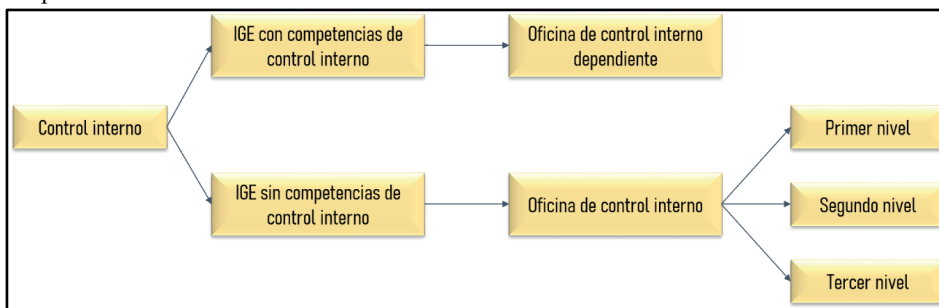 IGE con competencias de
control interno
Oficina de control interno
dependiente
Control interno
Primer nivel
IGE sin competencias de
control interno
Oficina de control interno
Segundo nivel
Tercer nivel